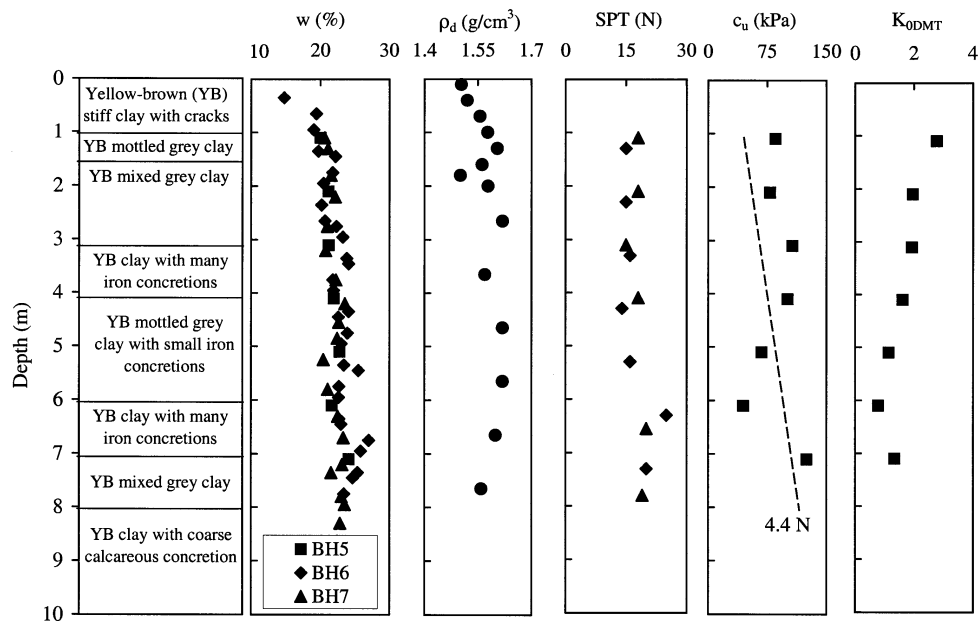 w (%)
ρd (g/cm3)
SPT (N)
cu (kPa)
K0DMT
10 20 30
1.4 1.55 1.7
0 15 30
0 75 150
0 2 4
Depth (m)
0
1
2
3
4
5
6
7
8
9
10
Yellow-brown (YB)
stiff clay with cracks
YB mottled grey clay
YB mixed grey clay
YB clay with many
iron concretions
YB mottled grey
clay with small iron
concretions
YB clay with many
iron concretions
YB mixed grey clay
YB clay with coarse
calcareous concretion
BH5
BH6
BH7
4.4 N